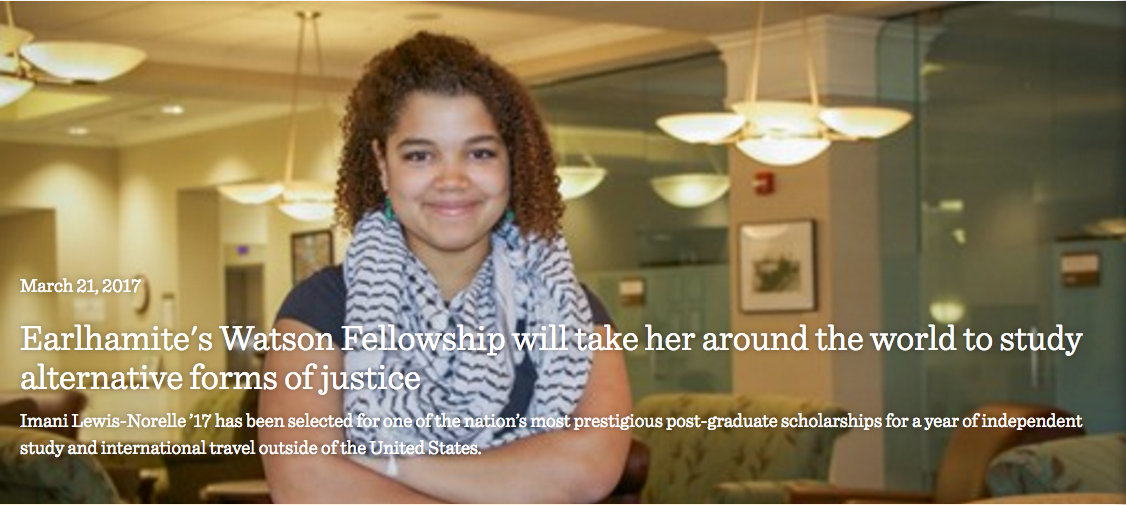 March 21, 2017
Earlhamite's Watson Fellowship will take her around the world to study
alternative forms of justice
Imani Lewis-Norelle ’17 has been selected for one of the nation’s most prestigious post-graduate scholarships for a year of independent
study and international travel outside of the United States.